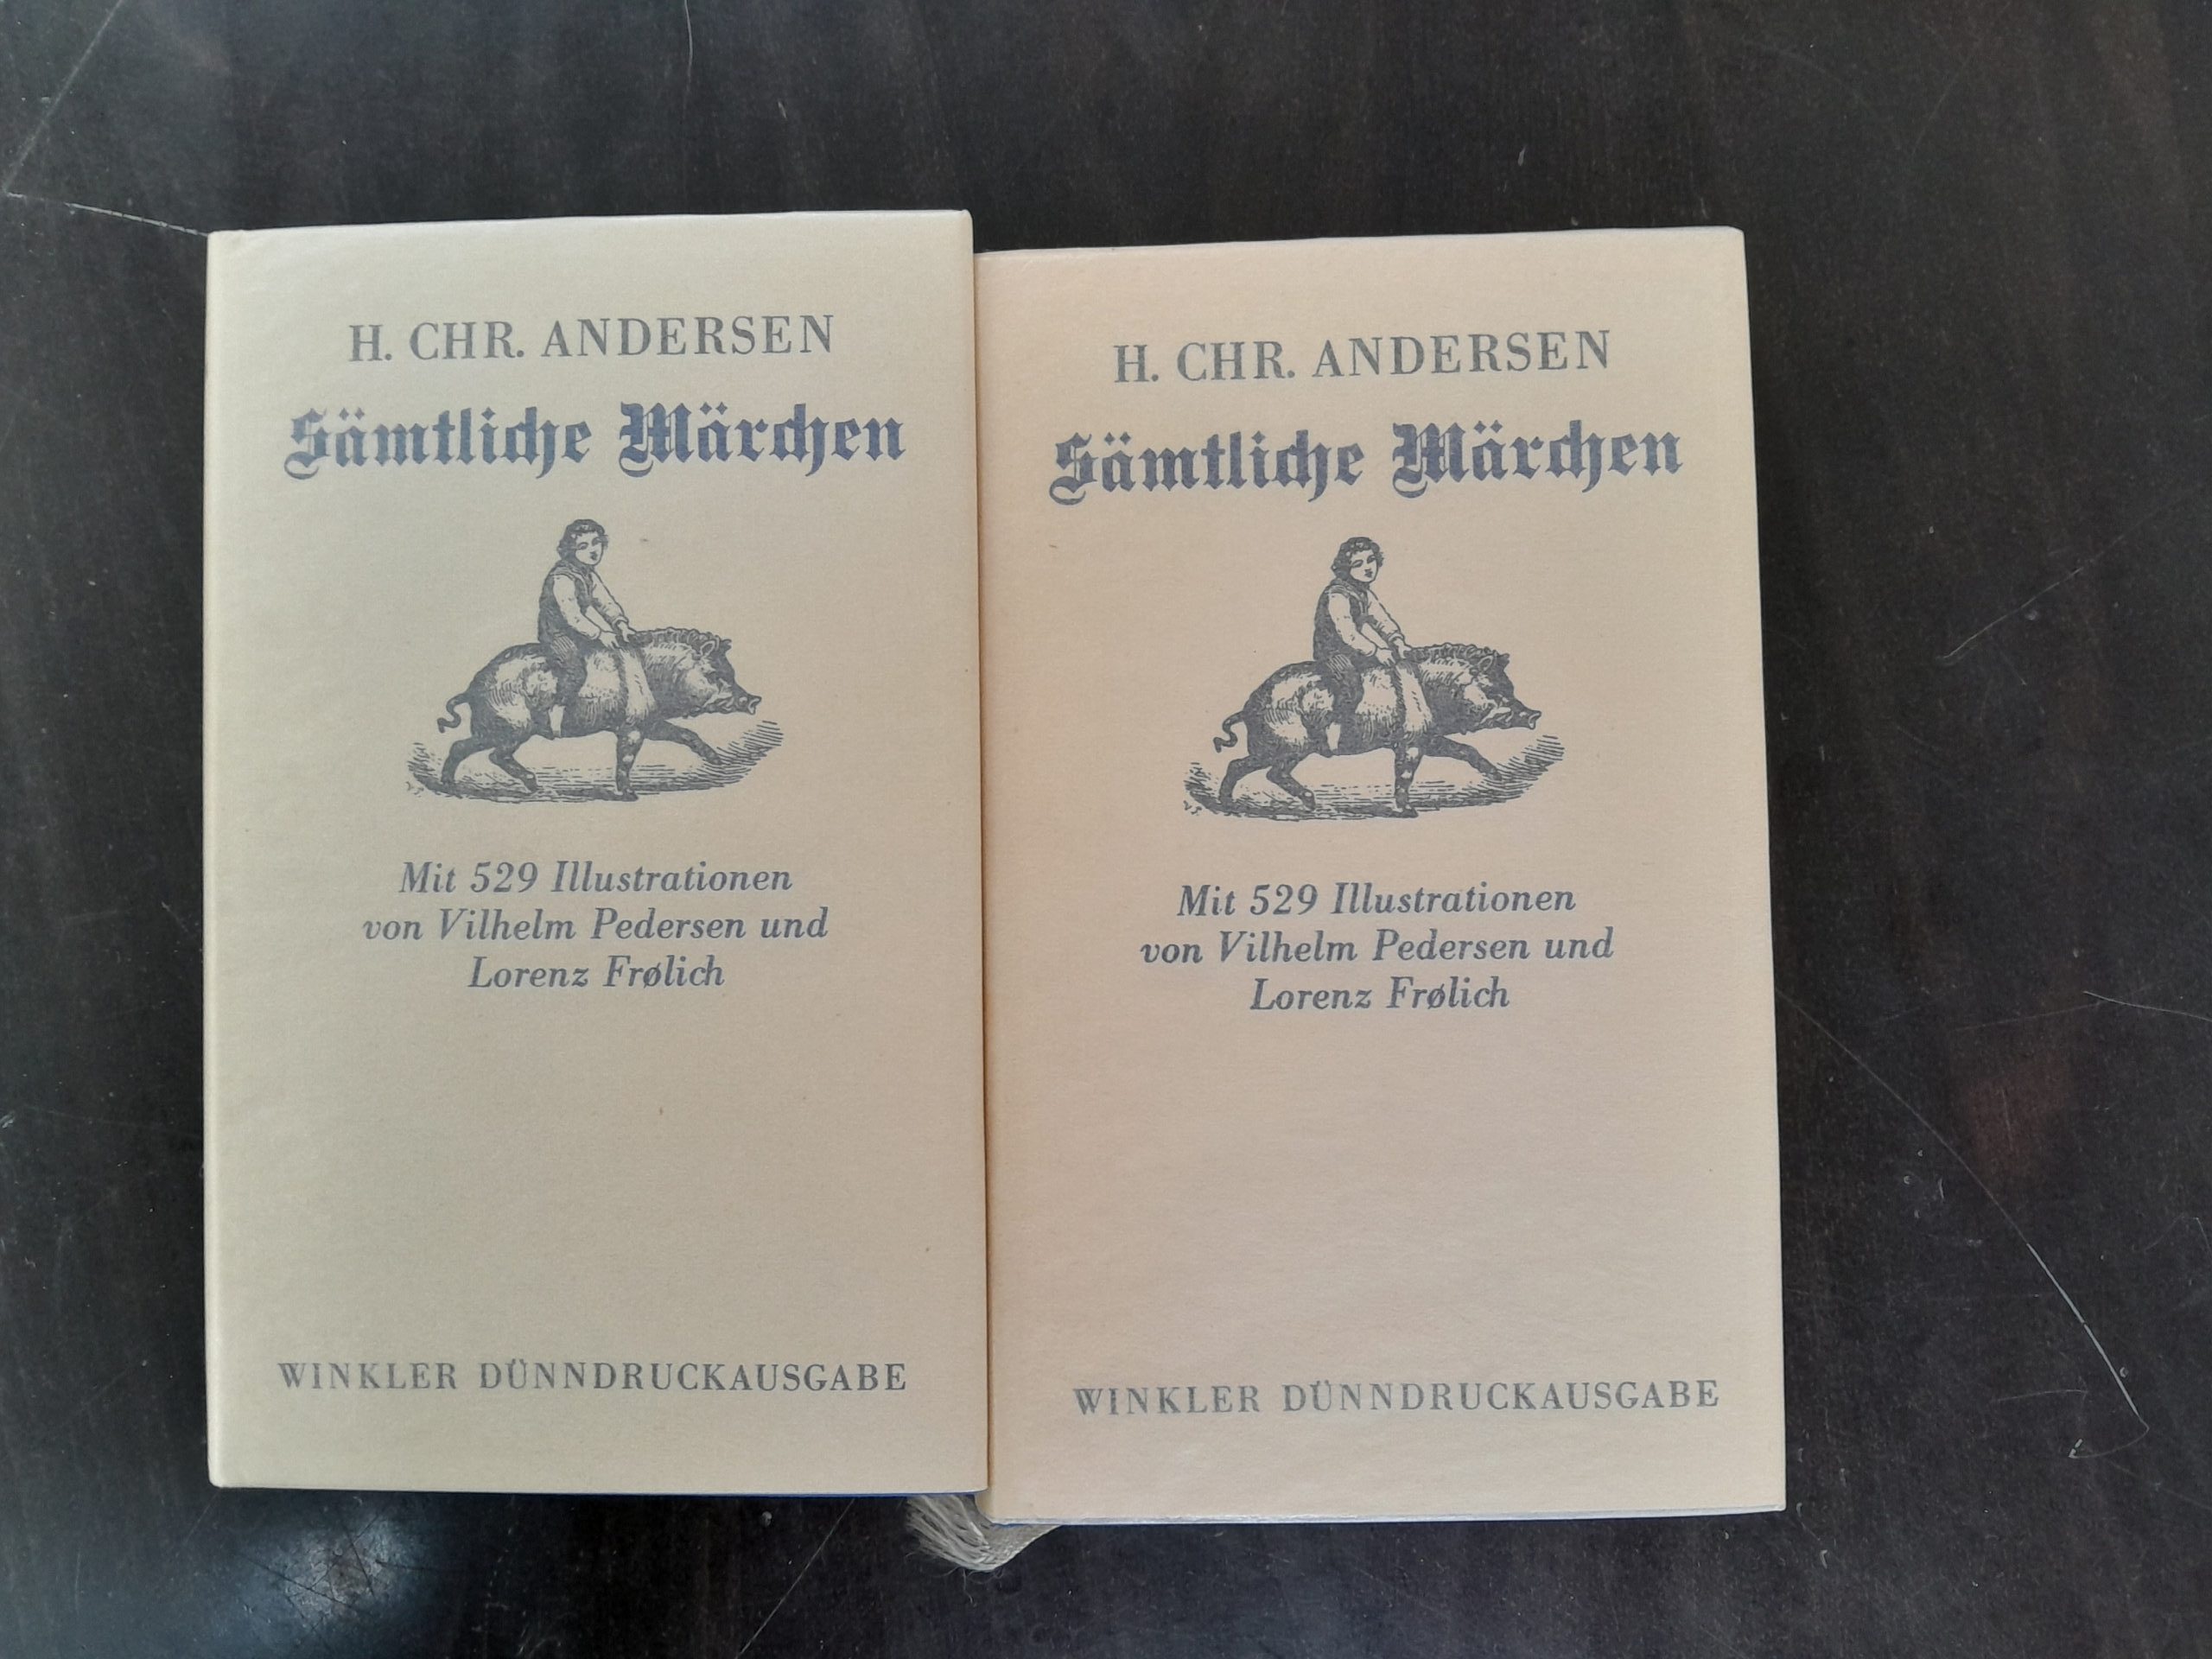 H. CHR. ANDERSEN
Sämtliche Märchen
Mit 529 Illustrationen
von Vilhelm Pedersen und
Lorenz Frølich
WINKLER DÜNNDRUCKAUSGABE
H. CHR. ANDERSEN
Sämtliche Märchen
Mit 529 Illustrationen
von Vilhelm Pedersen und
Lorenz Frølich
WINKLER DÜNNDRUCKAUSGABE